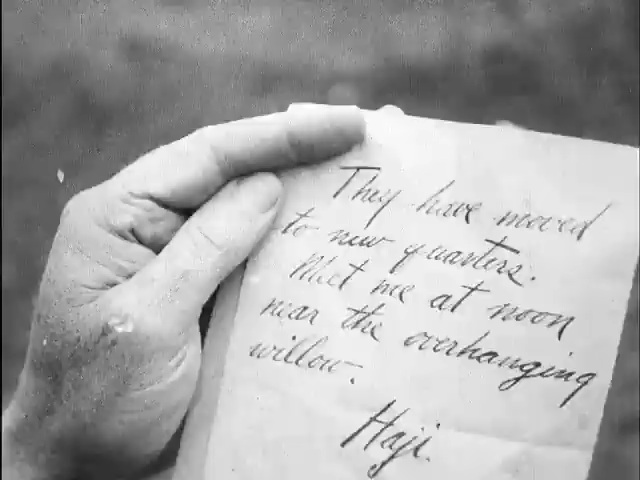 They have moved
to new quarters.
Meet me at noon
near the overhanging
willow.
Haji.